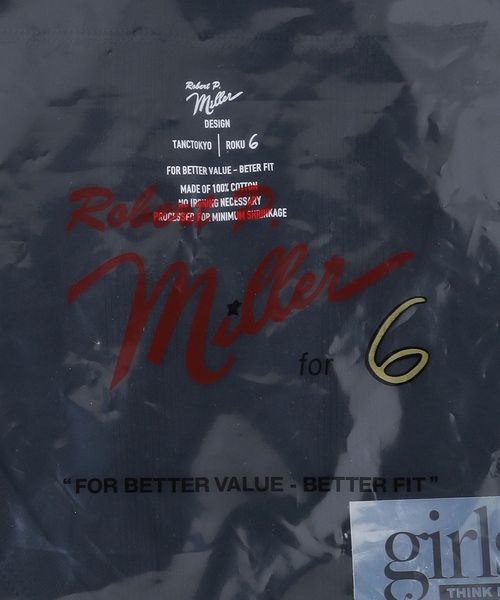 Robert P.
Miller
DESIGN
TANCTOKYO | ROKU 6
FOR BETTER VALUE – BETER FIT
MADE OF 100% COTTON
NO IRONING NECESSARY
PROCESSED FOR MINIMUM SHRINKAGE
Robert P.
Miller
for 6
“FOR BETTER VALUE - BETTER FIT”
girls
THINK